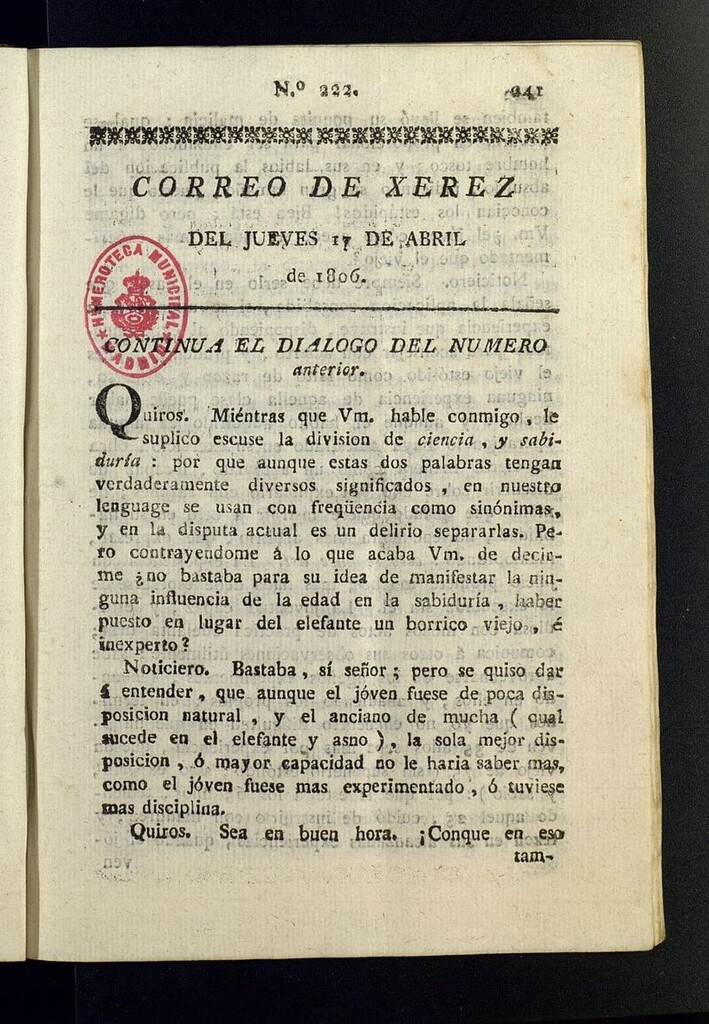 N.º 222. 241
CORREO DE XEREZ
DEL JUEVES 17 DE ABRIL
de 1806.
HEMEROTECA MUNICIPAL
MADRID
CONTINUA EL DIALOGO DEL NUMERO
anterior.
Quiros. Miéntras que Vm. hable conmigo, le
suplico escuse la division de ciencia, y sabi-
duría: por que aunque estas dos palabras tengan
verdaderamente diversos significados, en nuestro
lenguage se usan con freqüencia como sinónimas,
y en la disputa actual es un delirio separarlas. Pe-
ro contrayendome á lo que acaba Vm. de decir-
me ¿no bastaba para su idea de manifestar la nin-
guna influencia de la edad en la sabiduría, haber
puesto en lugar del elefante un borrico viejo, é
inexperto?
Noticiero. Bastaba, sí señor; pero se quiso dar
á entender, que aunque el jóven fuese de poca dis-
posicion natural, y el anciano de mucha (qual
sucede en el elefante y asno), la sola mejor dis-
posicion, ó mayor capacidad no le haria saber mas,
como el jóven fuese mas experimentado, ó tuviese
mas disciplina.
Quiros. Sea en buen hora. ¡Conque en eso
tam-